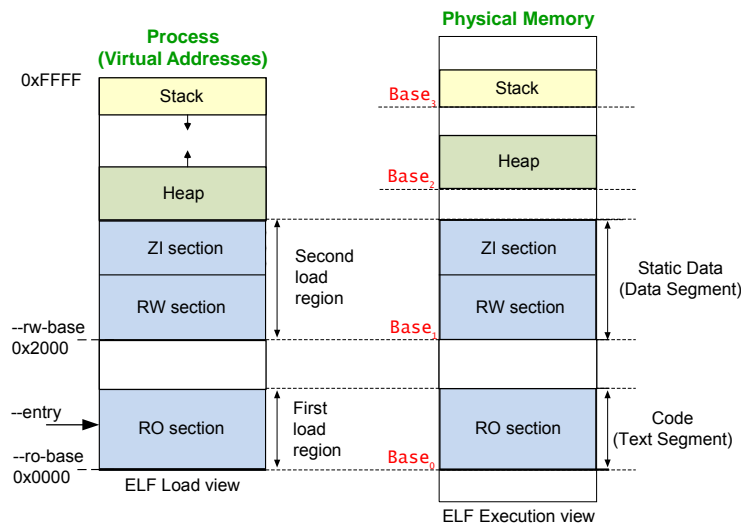 Process
(Virtual Addresses)
Physical Memory
0xFFFF
Stack
Stack
Base3
Heap
Heap
Base2
ZI section
RW section
Second
load
region
ZI section
RW section
Static Data
(Data Segment)
--rw-base
0x2000
Base1
--entry
RO section
First
load
region
RO section
Code
(Text Segment)
--ro-base
0x0000
Base0
ELF Load view
ELF Execution view